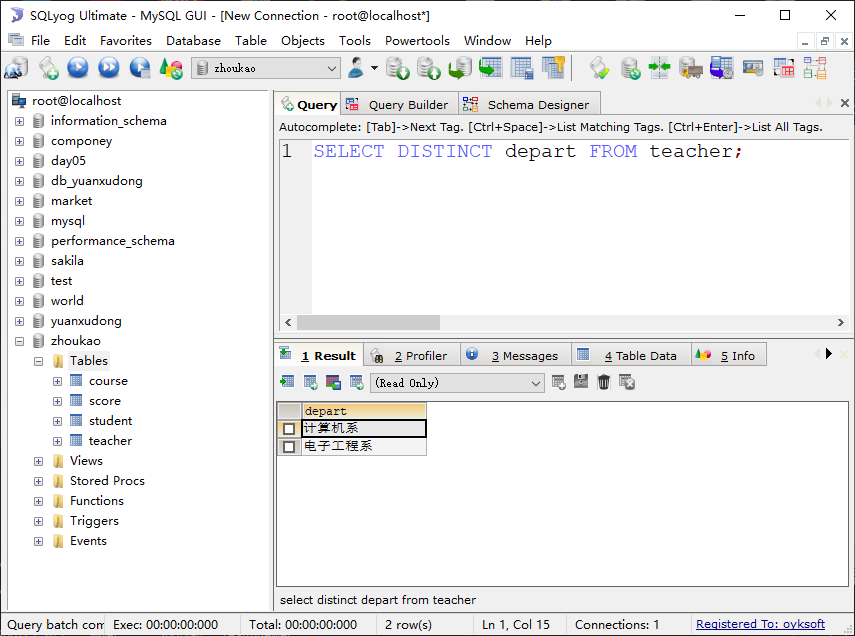 SQLyog Ultimate - MySQL GUI - [New Connection - root@localhost*]
File Edit Favorites Database Table Objects Tools Powertools Window Help
zhoukao
root@localhost
information_schema
componey
day05
db_yuanxudong
market
mysql
performance_schema
sakila
test
world
yuanxudong
zhoukao
Tables
course
score
student
teacher
Views
Stored Procs
Functions
Triggers
Events
Query Query Builder Schema Designer
Autocomplete: [Tab]->Next Tag. [Ctrl+Space]->List Matching Tags. [Ctrl+Enter]->List All Tags.
1 SELECT DISTINCT depart FROM teacher;
1 Result 2 Profiler 3 Messages 4 Table Data 5 Info
(Read Only)
depart
计算机系
电子工程系
select distinct depart from teacher
Query batch com Exec: 00:00:00:000 Total: 00:00:00:000 2 row(s) Ln 1, Col 15 Connections: 1 Registered To: oyksoft